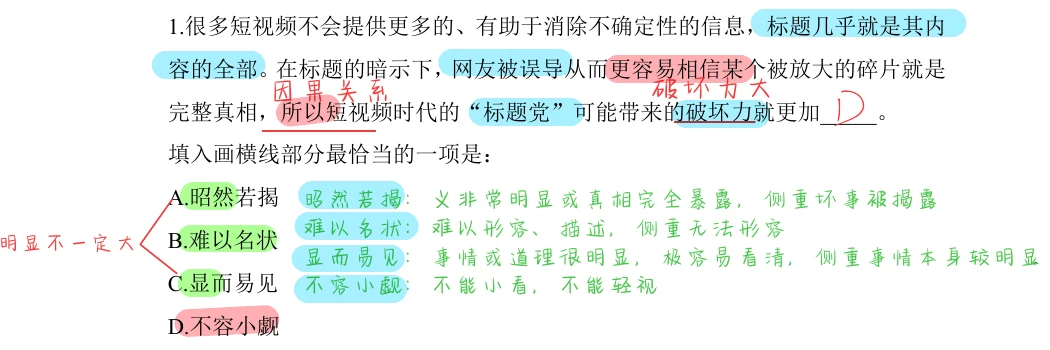 1.很多短视频不会提供更多的、有助于消除不确定性的信息，标题几乎就是其内
容的全部。在标题的暗示下，网友被误导从而更容易相信某个被放大的碎片就是
因果关系
破坏力大
完整真相，所以短视频时代的“标题党”可能带来的破坏力就更加_____。
D
填入画横线部分最恰当的一项是：
A.昭然若揭
昭然若揭：义非常明显或真相完全暴露，侧重坏事被揭露
明显不一定大
B.难以名状
难以名状：难以形容、描述，侧重无法形容
C.显而易见
显而易见：事情或道理很明显，极容易看清，侧重事情本身较明显
不容小觑：不能小看，不能轻视
D.不容小觑